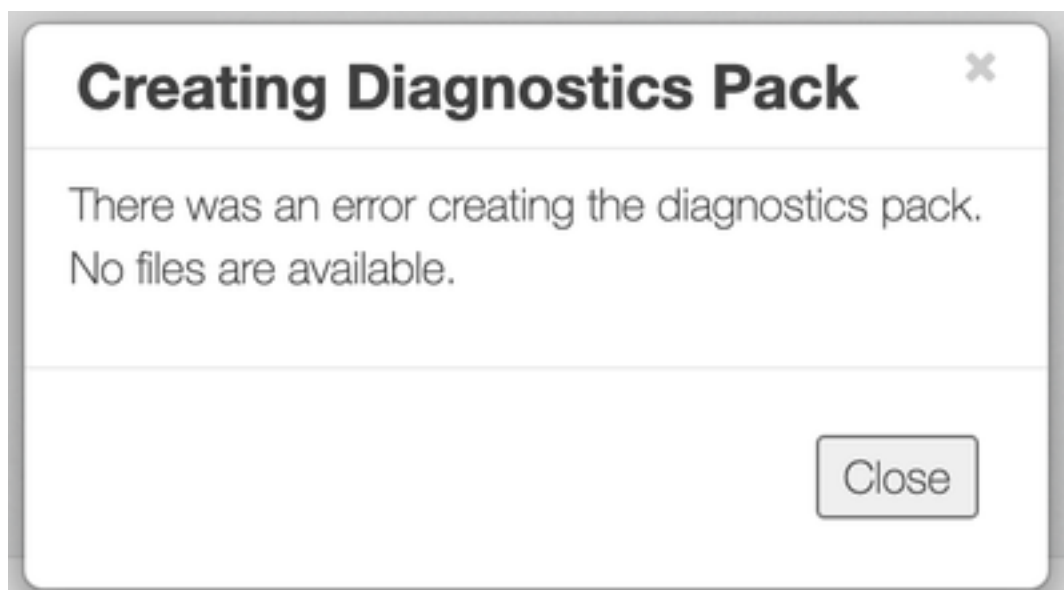 Creating Diagnostics Pack
There was an error creating the diagnostics pack.
No files are available.
Close